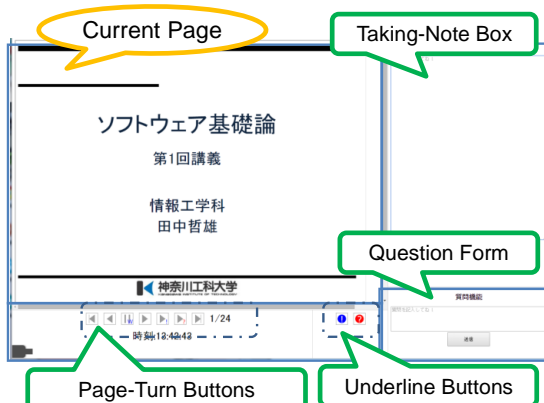 Current Page
Taking-Note Box
ソフトウェア基礎論
第1回講義
情報工学科
田中哲雄
神奈川工科大学
Question Form
質問機能
送信
1/24
時刻:13:42:43
Page-Turn Buttons
Underline Buttons